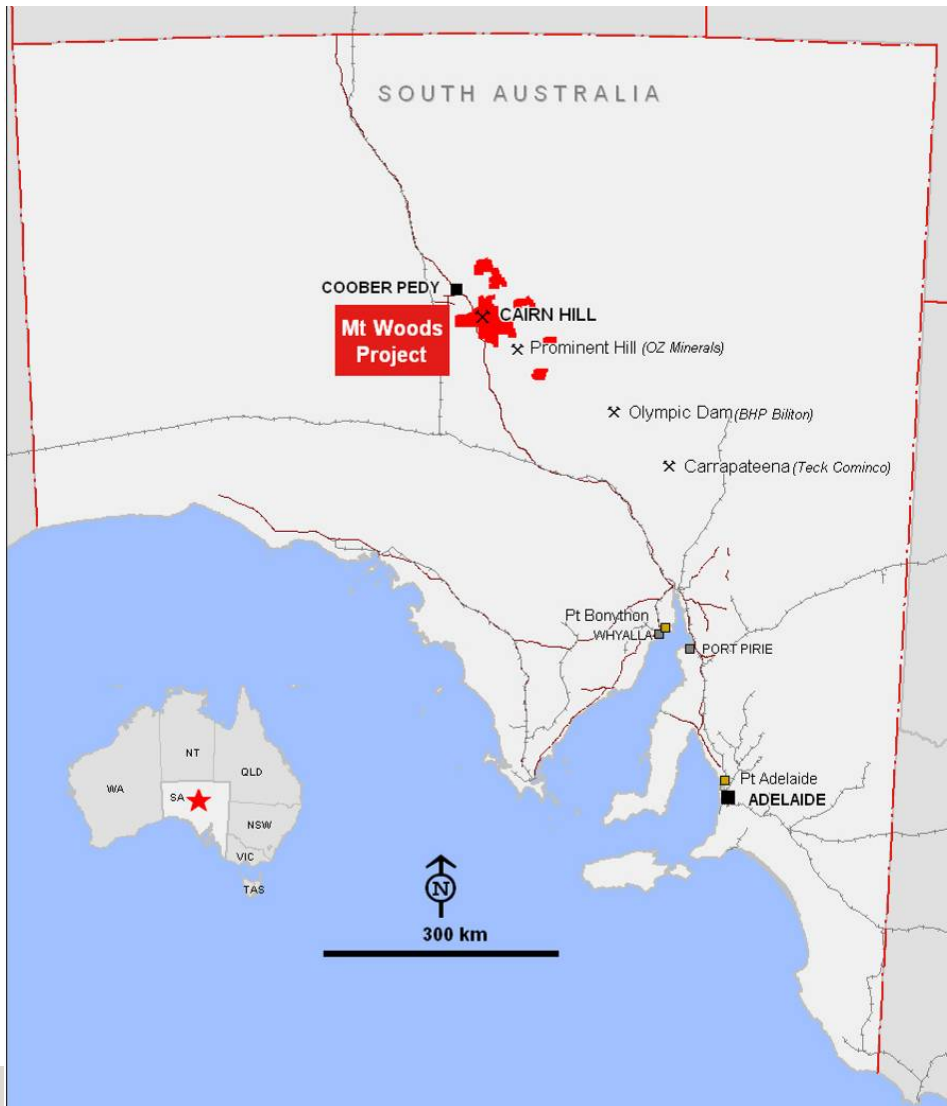 SOUTH AUSTRALIA
COOBER PEDY
Mt Woods
Project
CAIRN HILL
Prominent Hill (OZ Minerals)
Olympic Dam (BHP Billiton)
Carrapateena (Teck Cominco)
Pt Bonython
WHYALLA
PORT PIRIE
Pt Adelaide
ADELAIDE
NT
WA
QLD
SA
NSW
VIC
TAS
N
300 km